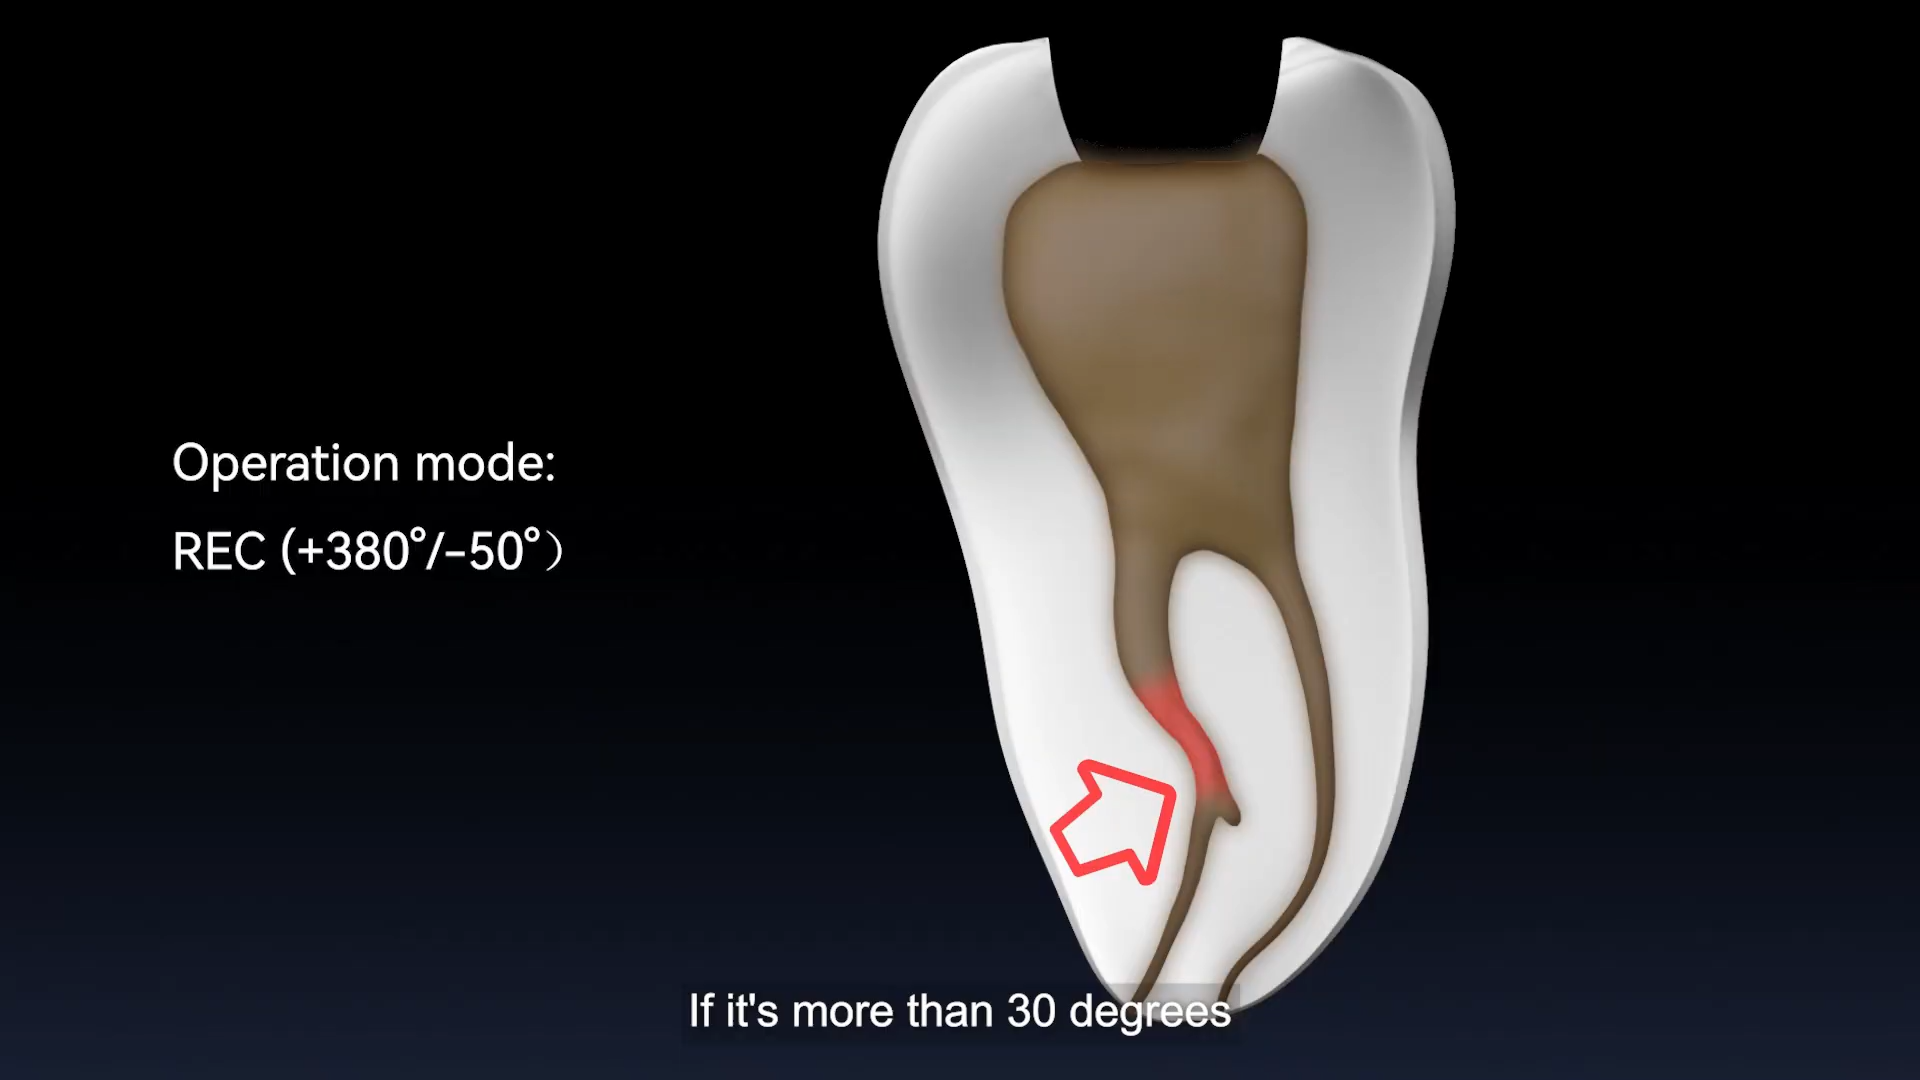 Operation mode:
REC (+380°/-50°）
If it's more than 30 degrees